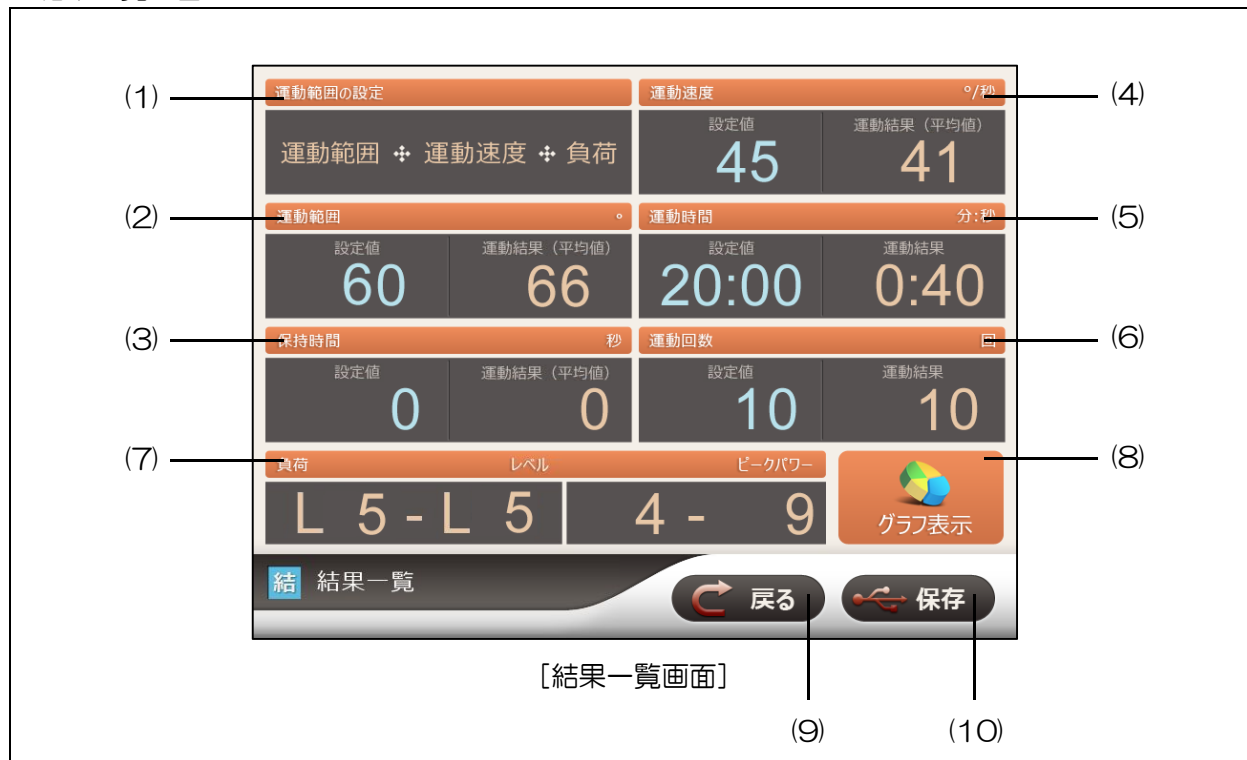 (1)
運動範囲の設定
運動範囲 運動速度 負荷
(4)
運動速度 °/秒
設定値 運動結果（平均値）
45 41
(2)
運動範囲 °
設定値 運動結果（平均値）
60 66
(5)
運動時間 分:秒
設定値 運動結果
20:00 0:40
(3)
保持時間 秒
設定値 運動結果（平均値）
0 0
(6)
運動回数 回
設定値 運動結果
10 10
(7)
負荷 レベル ピークパワー
L 5 - L 5 4 - 9
(8)
グラフ表示
結 結果一覧
戻る
保存
［結果一覧画面］
(9) (10)